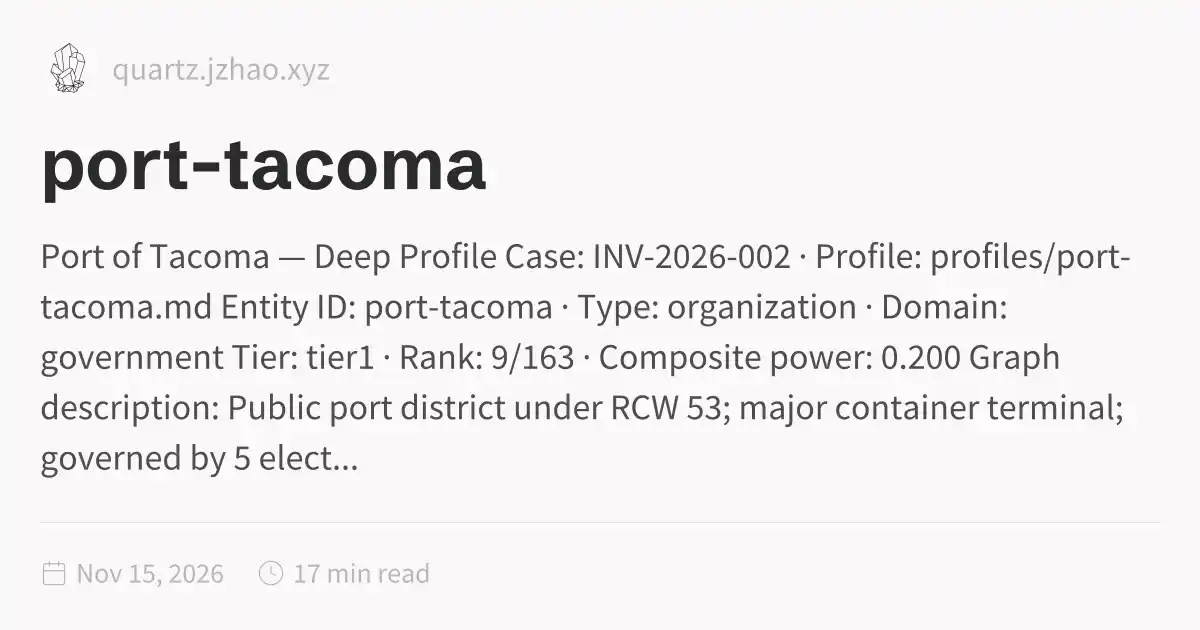 quartz.jzhao.xyz
port-tacoma
Port of Tacoma — Deep Profile Case: INV-2026-002 · Profile: profiles/port-
tacoma.md Entity ID: port-tacoma · Type: organization · Domain:
government Tier: tier1 · Rank: 9/163 · Composite power: 0.200 Graph
description: Public port district under RCW 53; major container terminal;
governed by 5 elect...
Nov 15, 2026 17 min read